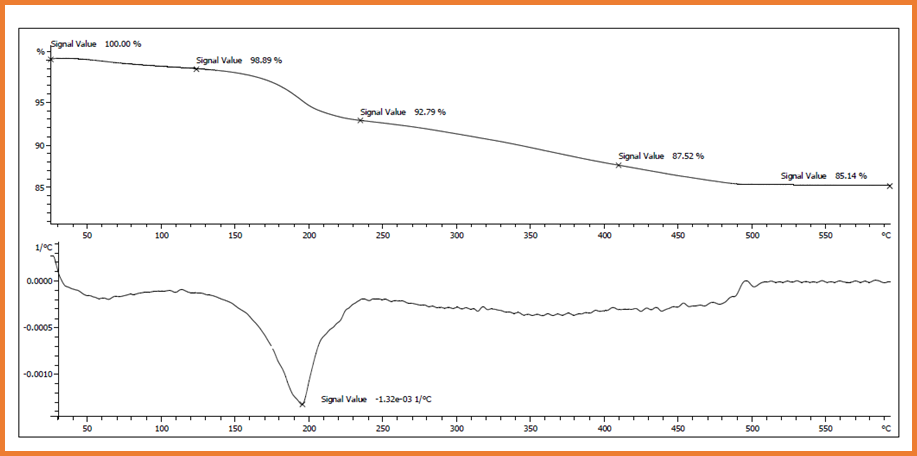 Signal Value 100.00 %
%
Signal Value 98.89 %
95
Signal Value 92.79 %
90
Signal Value 87.52 %
Signal Value 85.14 %
85
50 100 150 200 250 300 350 400 450 500 550 °C
1/°C
0.0000
-0.0005
-0.0010
Signal Value -1.32e-03 1/°C
50 100 150 200 250 300 350 400 450 500 550 °C